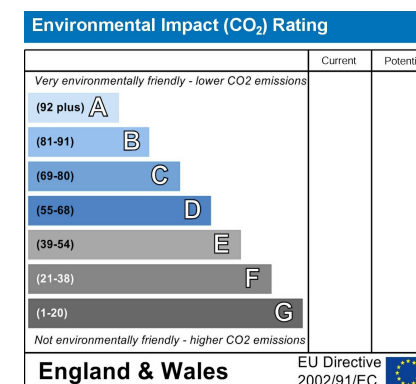 Environmental Impact (CO₂) Rating
Current Potenti
Very environmentally friendly - lower CO2 emissions
(92 plus) A
(81-91) B
(69-80) C
(55-68) D
(39-54) E
(21-38) F
(1-20) G
Not environmentally friendly - higher CO2 emissions
England & Wales
EU Directive
2002/91/EC